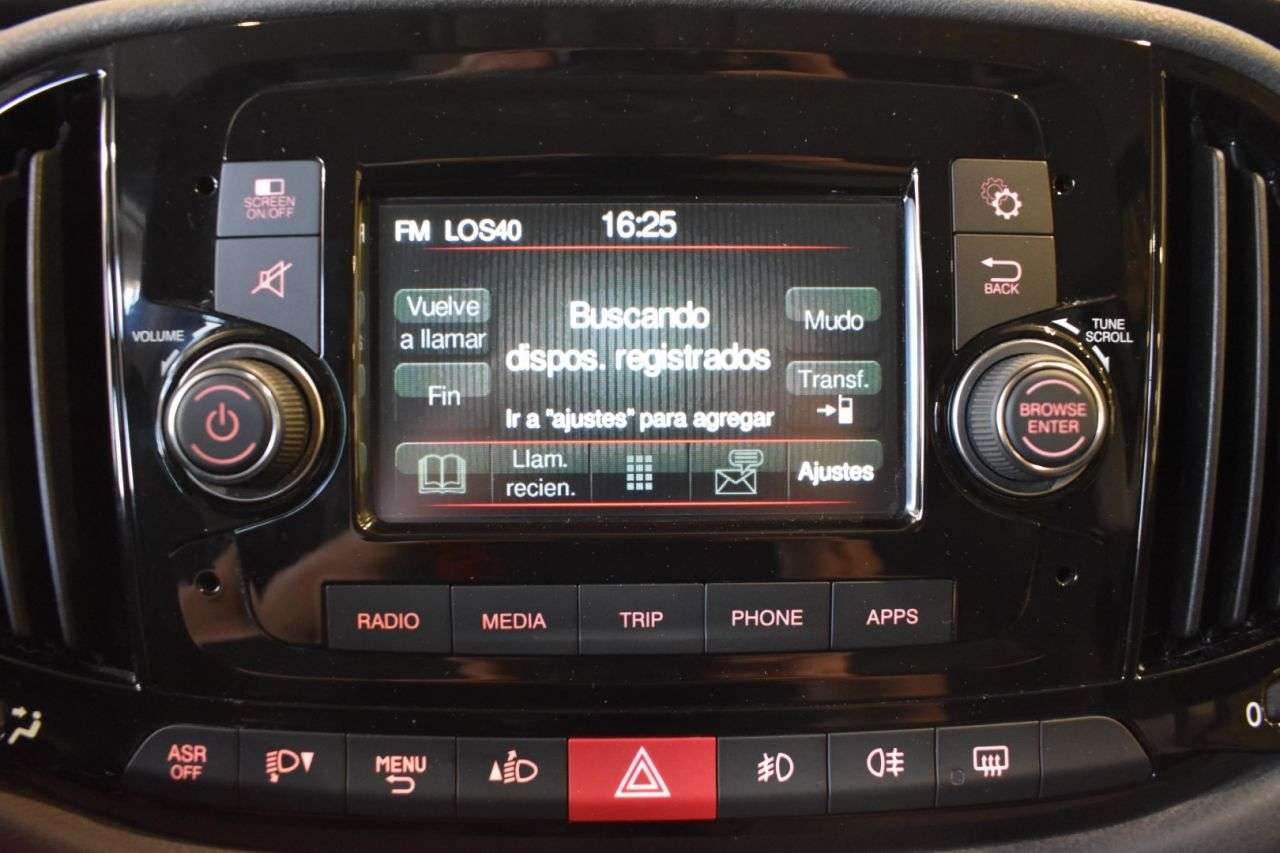 SCREEN
ON/OFF
FM LOS40 16:25
BACK
VOLUME
TUNE
SCROLL
Vuelve
a llamar
Buscando
dispos. registrados
Mudo
Fin
Transf.
Ir a "ajustes" para agregar
BROWSE
ENTER
Llam.
recien.
Ajustes
RADIO MEDIA TRIP PHONE APPS
0
ASR
OFF
MENU